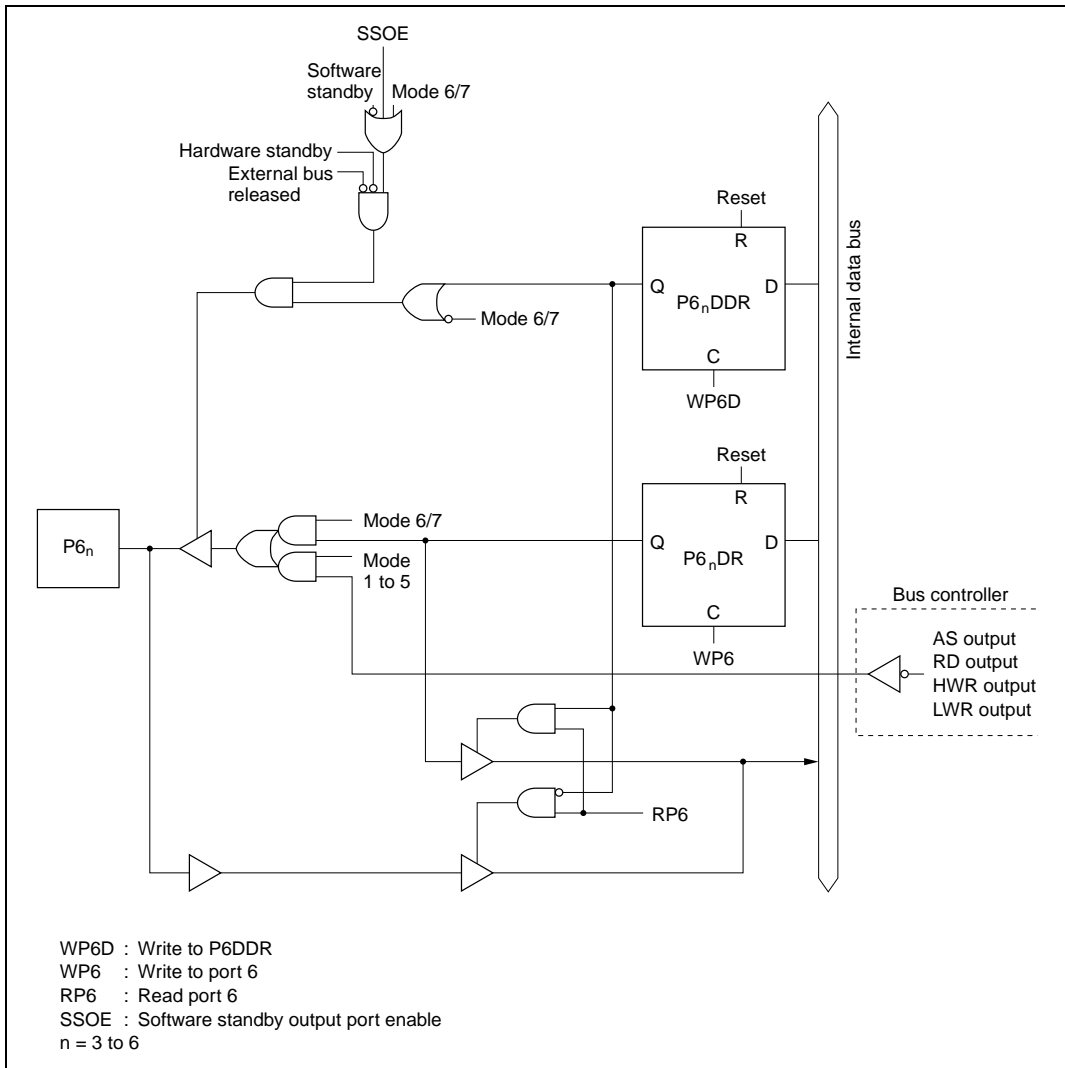 SSOE
Software
standby
Mode 6/7
Hardware standby
External bus
released
Reset
R
Q
P6nDDR
D
C
WP6D
Mode 6/7
Internal data bus
Reset
R
Q
P6nDR
D
C
WP6
P6n
Mode 6/7
Mode
1 to 5
Bus controller
AS output
RD output
HWR output
LWR output
RP6
WP6D : Write to P6DDR
WP6 : Write to port 6
RP6 : Read port 6
SSOE : Software standby output port enable
n = 3 to 6